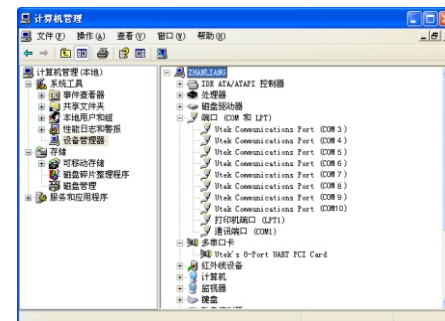 计算机管理
文件(F) 操作(A) 查看(V) 窗口(W) 帮助(H)
计算机管理(本地)
系统工具
事件查看器
共享文件夹
本地用户和组
性能日志和警报
设备管理器
存储
可移动存储
磁盘碎片整理程序
磁盘管理
服务和应用程序
ZHANLIANG
IDE ATA/ATAPI 控制器
处理器
磁盘驱动器
端口 (COM 和 LPT)
Utek Communications Port (COM3)
Utek Communications Port (COM4)
Utek Communications Port (COM5)
Utek Communications Port (COM6)
Utek Communications Port (COM7)
Utek Communications Port (COM8)
Utek Communications Port (COM9)
Utek Communications Port (COM10)
打印机端口 (LPT1)
通讯端口 (COM1)
多串口卡
Utek's 8-Port UART PCI Card
红外线设备
计算机
监视器
键盘